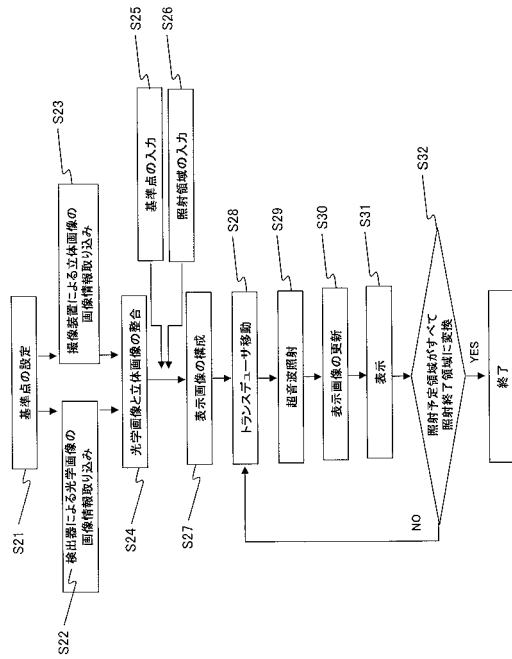 S21
基準点の設定
S22
検出器による光学画像の
画像情報取り込み
S23
撮像装置による立体画像の
画像情報取り込み
S24
光学画像と立体画像の整合
S25
基準点の入力
S26
照射領域の入力
S27
表示画像の構成
S28
トランスデューサ移動
S29
超音波照射
S30
表示画像の更新
S31
表示
S32
照射予定領域がすべて
照射終了領域に変換
NO
YES
終了